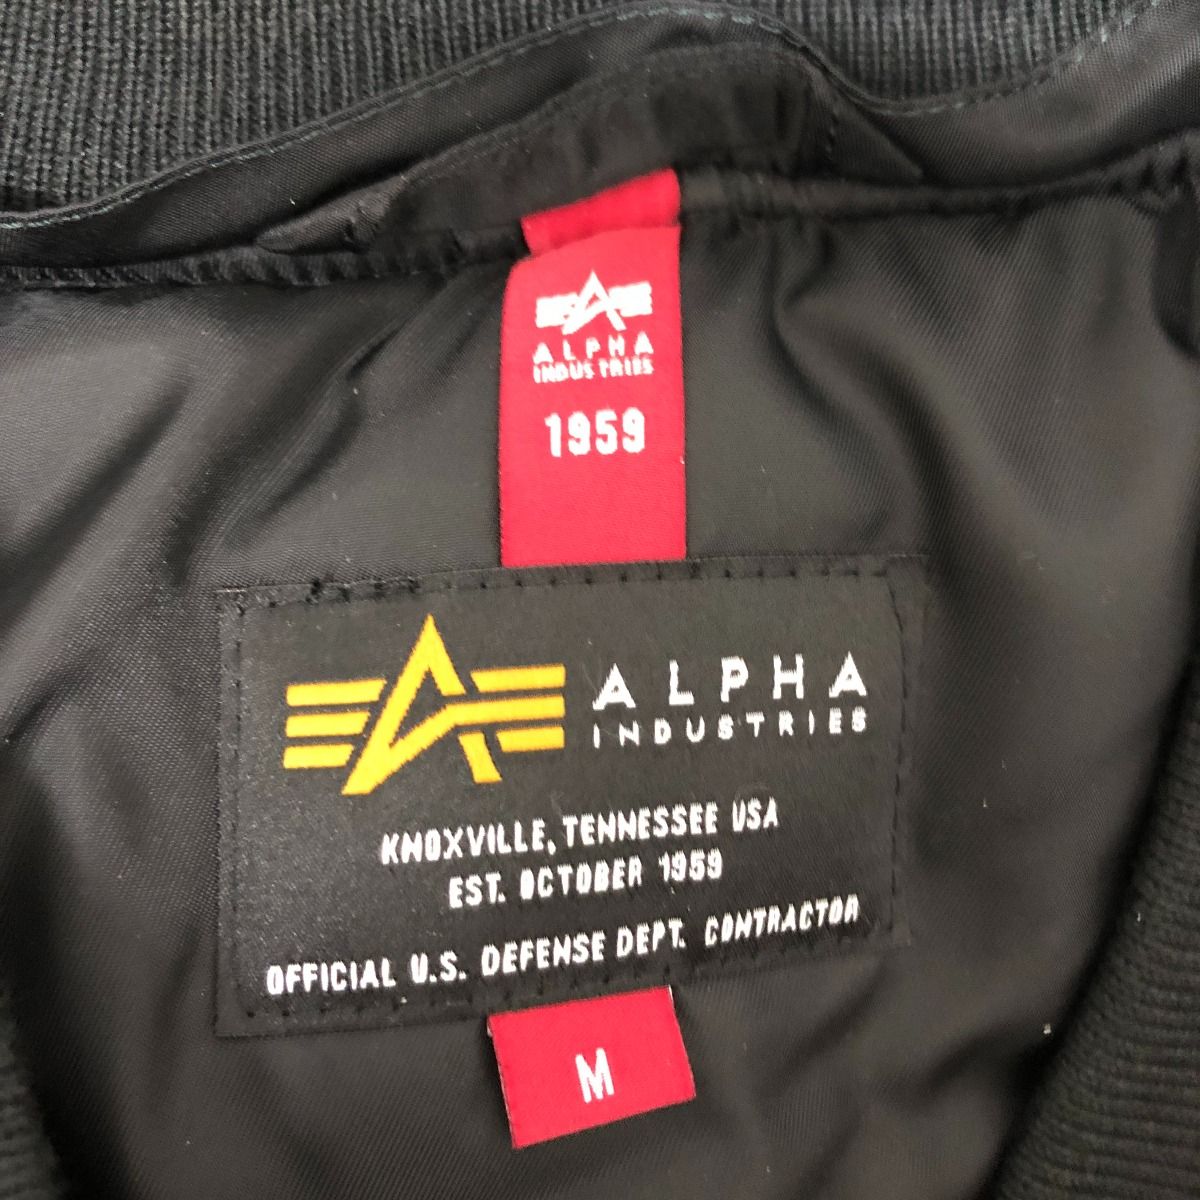 ALPHA
INDUSTRIES
1959
ALPHA
INDUSTRIES
KNOXVILLE, TENNESSEE USA
EST. OCTOBER 1959
OFFICIAL U.S. DEFENSE DEPT. CONTRACTOR
M